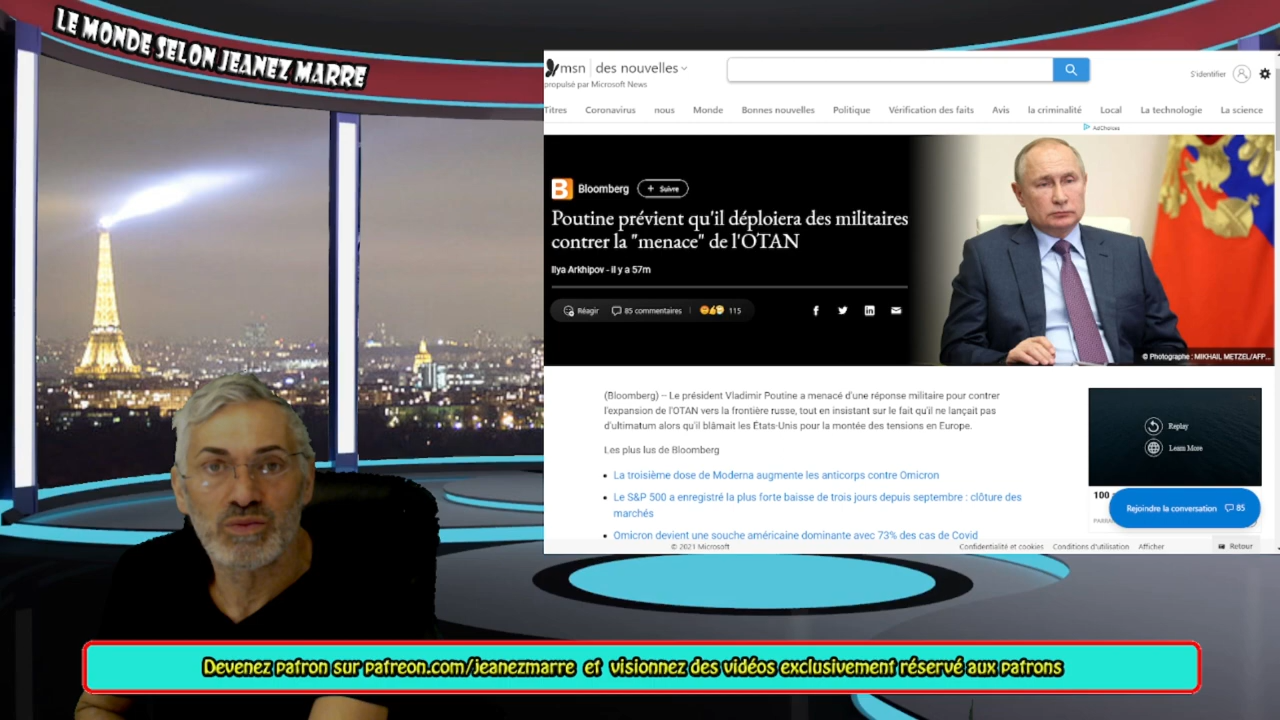 LE MONDE SELON JEANEZ MARRE
msn | des nouvelles
propulsé par Microsoft News
S'identifier
Titres Coronavirus nous Monde Bonnes nouvelles Politique Vérification des faits Avis la criminalité Local La technologie La science
AdChoices
B Bloomberg + Suivre
Poutine prévient qu'il déploiera des militaires
contrer la "menace" de l'OTAN
Ilya Arkhipov - il y a 57m
Réagir 85 commentaires 115
© Photographe : MIKHAIL METZEL/AFP...
(Bloomberg) -- Le président Vladimir Poutine a menacé d'une réponse militaire pour contrer
l'expansion de l'OTAN vers la frontière russe, tout en insistant sur le fait qu'il ne lançait pas
d'ultimatum alors qu'il blâmait les États-Unis pour la montée des tensions en Europe.
Les plus lus de Bloomberg
• La troisième dose de Moderna augmente les anticorps contre Omicron
• Le S&P 500 a enregistré la plus forte baisse de trois jours depuis septembre : clôture des
marchés
• Omicron devient une souche américaine dominante avec 73% des cas de Covid
Replay
Learn More
100
Rejoindre la conversation 85
© 2021 Microsoft Confidentialité et cookies Conditions d'utilisation Afficher Retour
Devenez patron sur patreon.com/jeanezmarre et visionnez des vidéos exclusivement réservé aux patrons